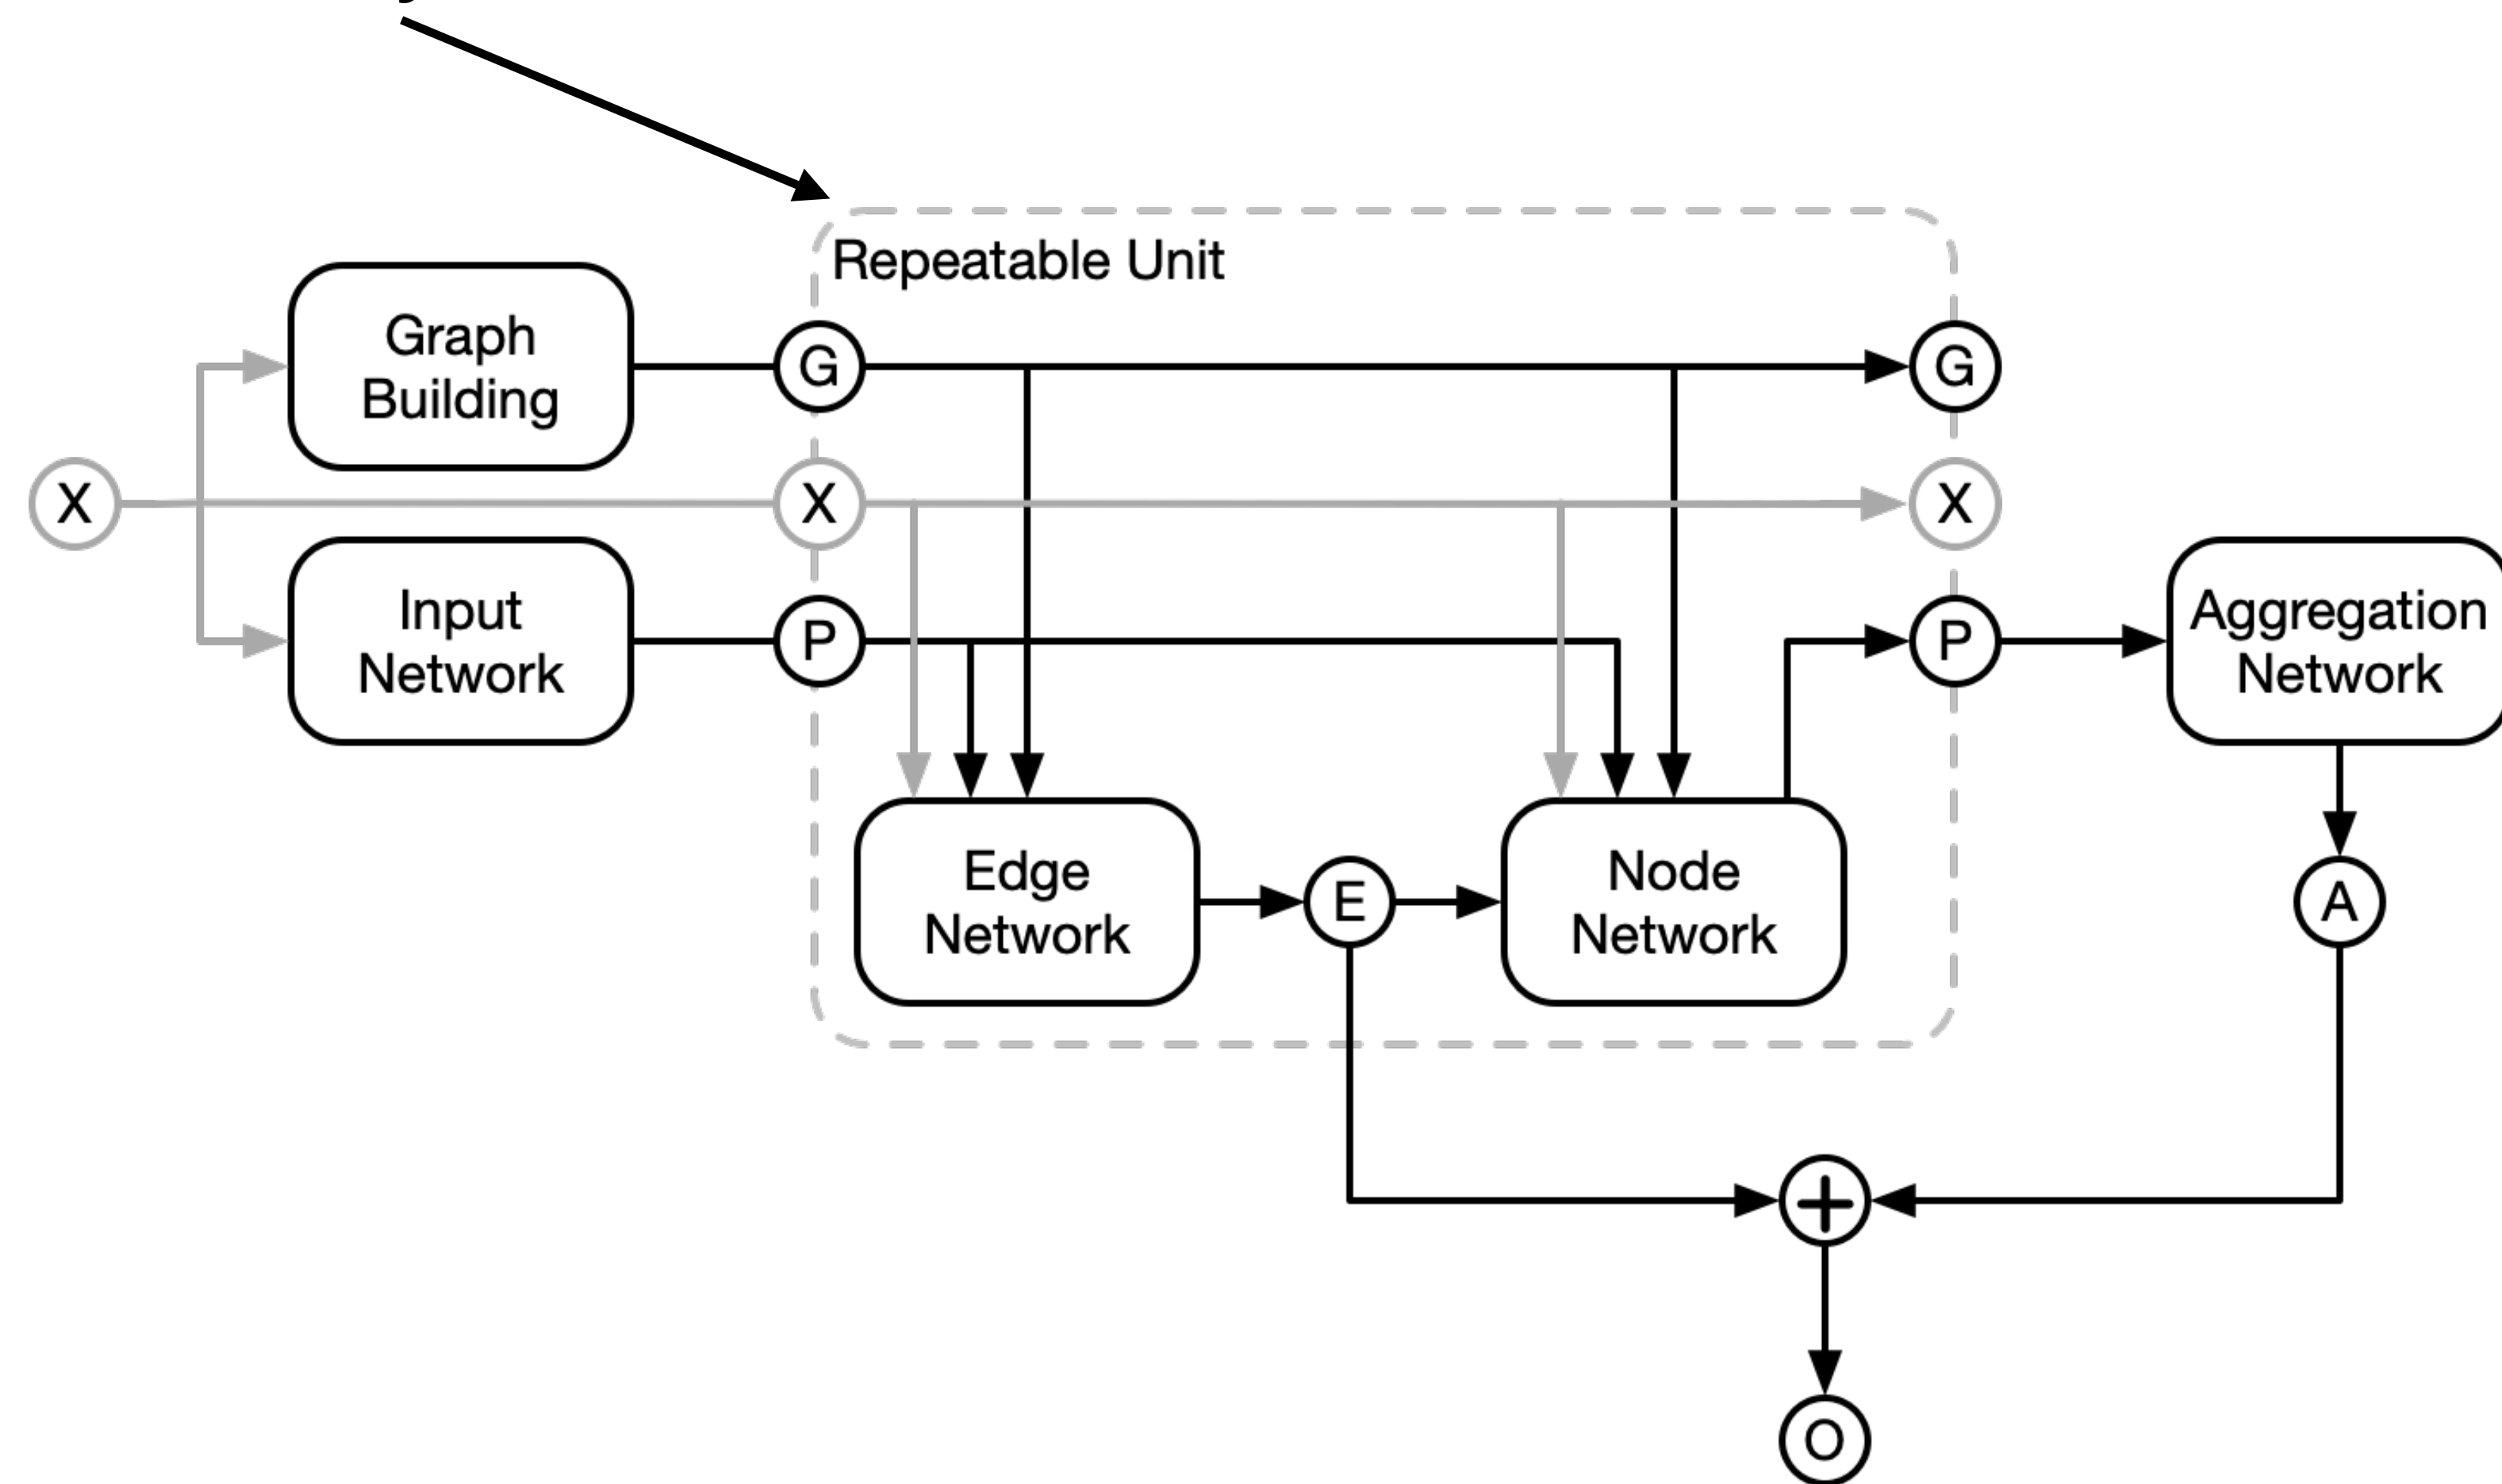 Repeatable Unit
Graph
Building
G
G
X
X
X
Input
Network
P
P
Aggregation
Network
Edge
Network
E
Node
Network
A
+
O